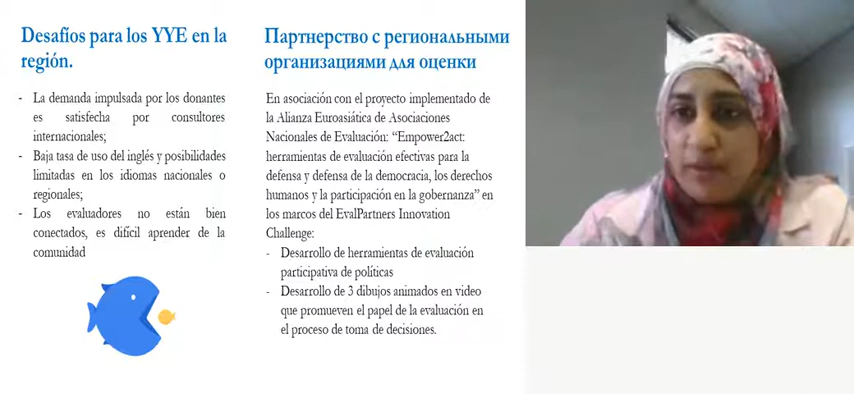 Desafíos para los YYE en la
región.
- La demanda impulsada por los donantes
es satisfecha por consultores
internacionales;
- Baja tasa de uso del inglés y posibilidades
limitadas en los idiomas nacionales o
regionales;
- Los evaluadores no están bien
conectados, es difícil aprender de la
comunidad
Партнерство с региональными
организациями для оценки
En asociación con el proyecto implementado de
la Alianza Euroasiática de Asociaciones
Nacionales de Evaluación: “Empower2act:
herramientas de evaluación efectivas para la
defensa y defensa de la democracia, los derechos
humanos y la participación en la gobernanza” en
los marcos del EvalPartners Innovation
Challenge:
- Desarrollo de herramientas de evaluación
participativa de políticas
- Desarrollo de 3 dibujos animados en video
que promueven el papel de la evaluación en
el proceso de toma de decisiones.